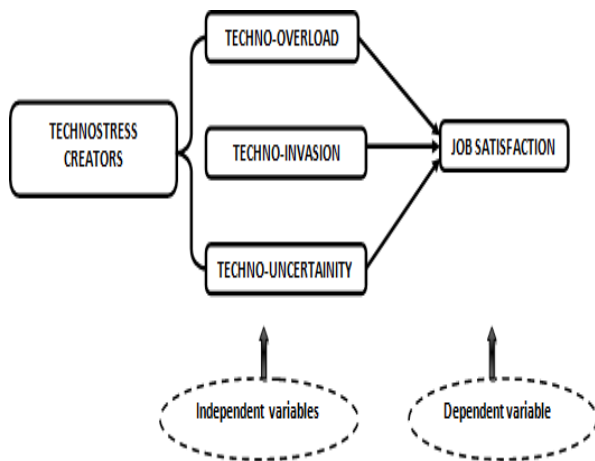 TECHNO-OVERLOAD
TECHNOSTRESS
CREATORS
TECHNO-INVASION
JOB SATISFACTION
TECHNO-UNCERTAINITY
Independent variables
Dependent variable